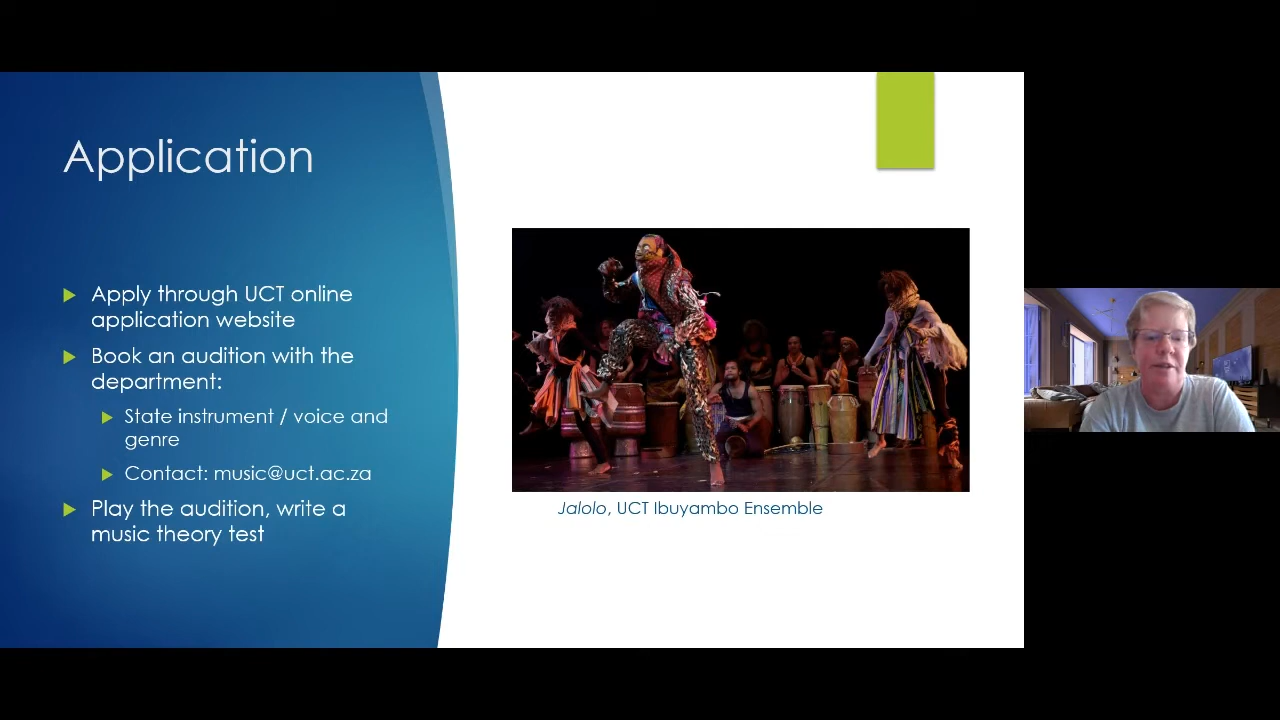 Application
Apply through UCT online
application website
Book an audition with the
department:
State instrument / voice and
genre
Contact: music@uct.ac.za
Play the audition, write a
music theory test
Jalolo, UCT Ibuyambo Ensemble